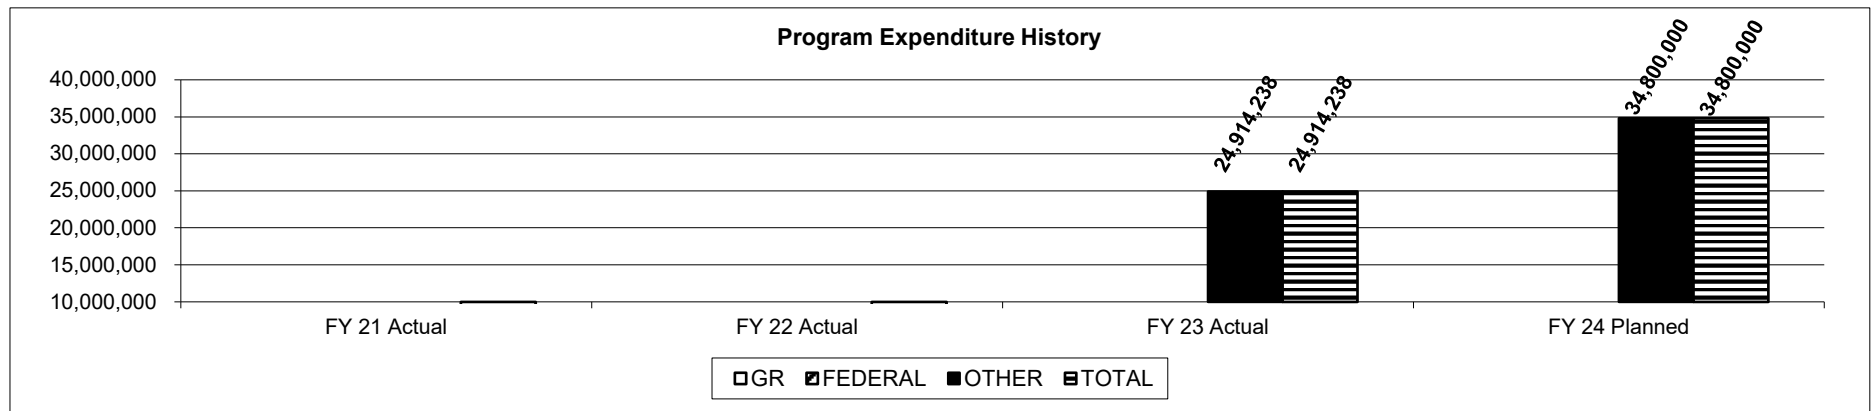 Program Expenditure History
40,000,000
35,000,000
30,000,000
25,000,000
20,000,000
15,000,000
10,000,000
24,914,238
24,914,238
34,800,000
34,800,000
FY 21 Actual
FY 22 Actual
FY 23 Actual
FY 24 Planned
GR FEDERAL OTHER TOTAL